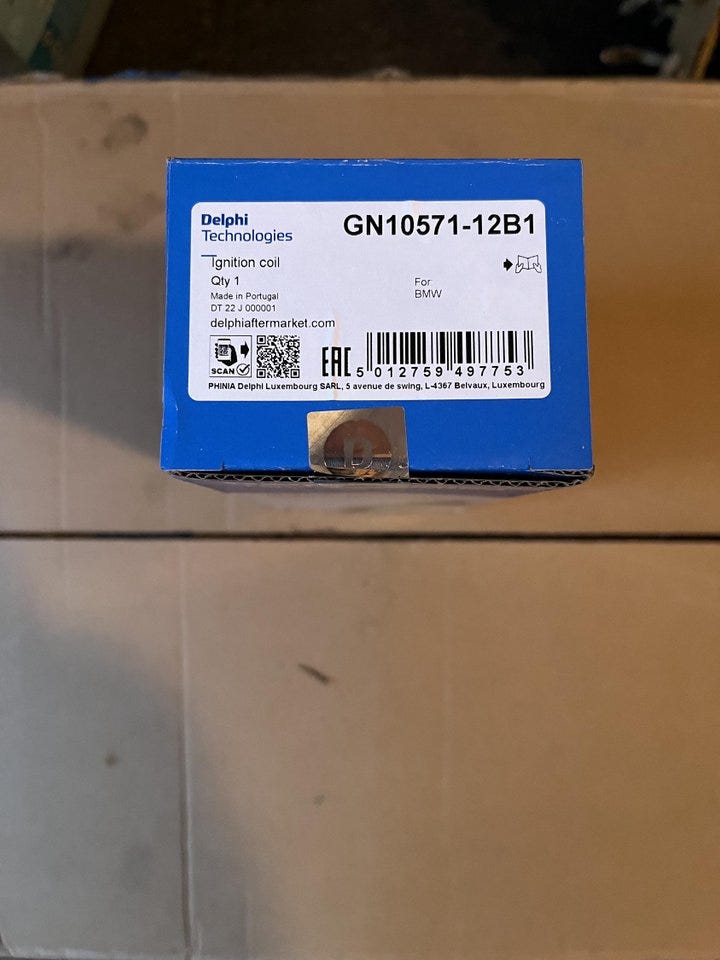 Delphi
Technologies
GN10571-12B1
Ignition coil
Qty 1
Made in Portugal
DT 22 J 000001
delphiaftermarket.com
For:
BMW
SCAN
EAC
5 012759 497753
PHINIA Delphi Luxembourg SARL, 5 avenue de swing, L-4367 Belvaux, Luxembourg
D